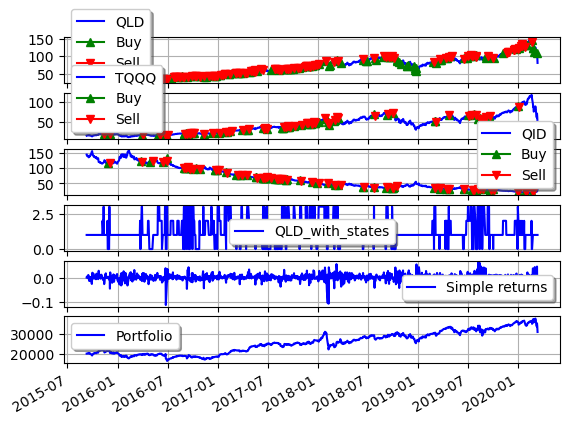 QLD
Buy
Sell
150
100
50
TQQQ
Buy
Sell
100
50
QID
Buy
Sell
150
100
50
QLD_with_states
2.5
0.0
Simple returns
0.0
−0.1
Portfolio
30000
20000
2015-07
2016-01
2016-07
2017-01
2017-07
2018-01
2018-07
2019-01
2019-07
2020-01